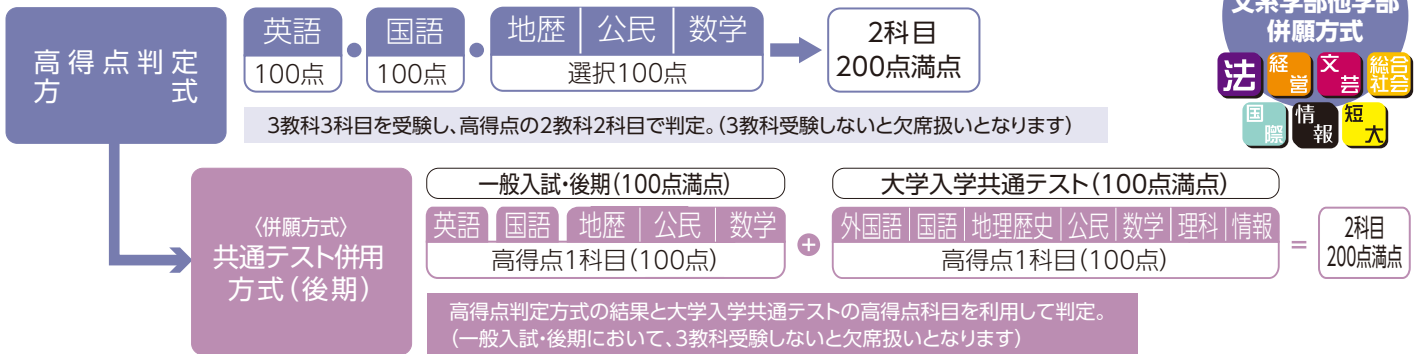 高得点判定
方式
英語・国語・地歴｜公民｜数学
100点 100点 選択100点
2科目
200点満点
3教科3科目を受験し、高得点の2教科2科目で判定。（3教科受験しないと欠席扱いとなります）
文系学部他学部
併願方式
法 経営 文芸 総合社会
国際 情報 短大
〈併願方式〉
共通テスト併用
方式（後期）
一般入試・後期（100点満点）
英語 国語 地歴｜公民｜数学
高得点1科目（100点）
+
大学入学共通テスト（100点満点）
外国語｜国語｜地理歴史｜公民｜数学｜理科｜情報
高得点1科目（100点）
=
2科目
200点満点
高得点判定方式の結果と大学入学共通テストの高得点科目を利用して判定。
（一般入試・後期において、3教科受験しないと欠席扱いとなります）